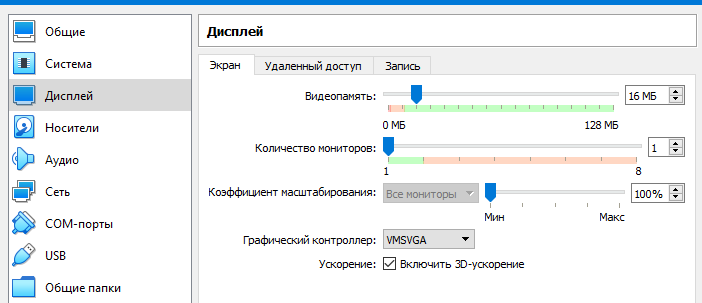 Общие
Система
Дисплей
Носители
Аудио
Сеть
COM-порты
USB
Общие папки
Дисплей
Экран Удаленный доступ Запись
Видеопамять: 16 МБ
0 МБ 128 МБ
Количество мониторов: 1
1 8
Коэффициент масштабирования: Все мониторы 100%
Мин Макс
Графический контроллер: VMSVGA
Ускорение: Включить 3D-ускорение